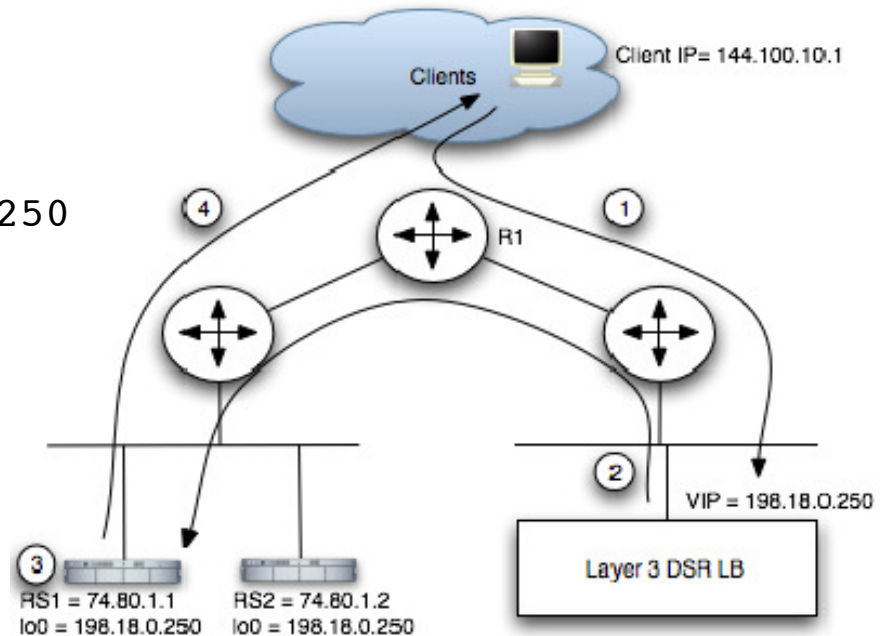 Client IP= 144.100.10.1
Clients
250
4
1
R1
2
VIP = 198.18.0.250
3
Layer 3 DSR LB
RS1 = 74.80.1.1
lo0 = 198.18.0.250
RS2 = 74.80.1.2
lo0 = 198.18.0.250